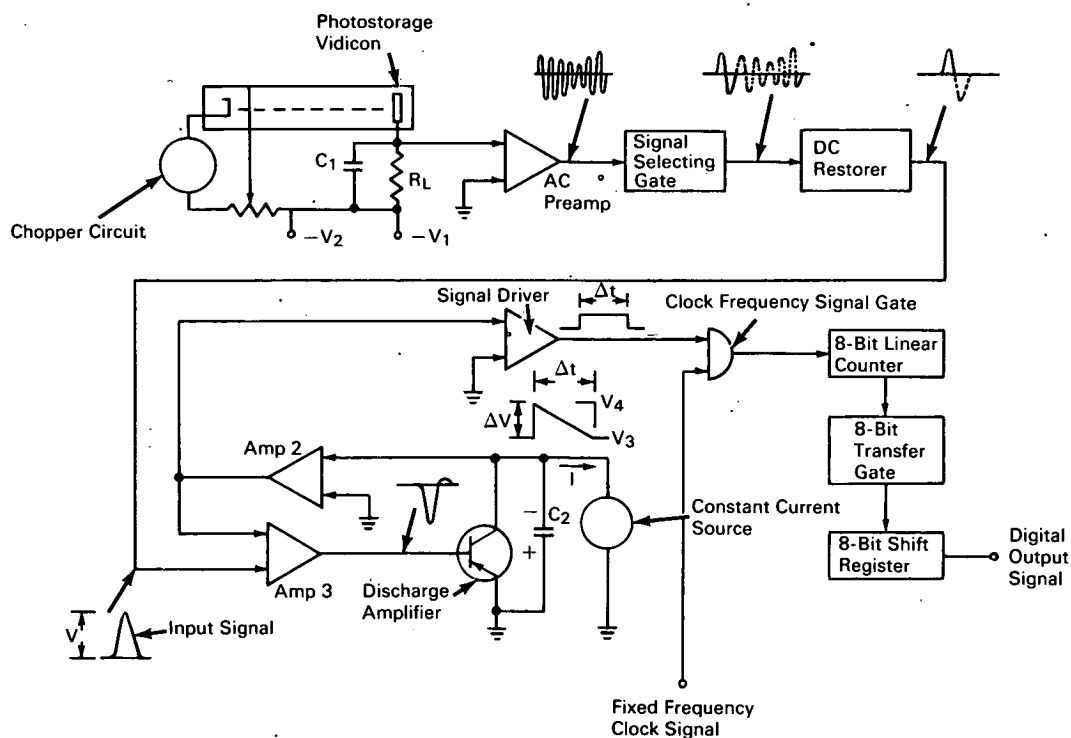 Photostorage
Vidicon
C1
RL
AC
Preamp
Signal
Selecting
Gate
DC
Restorer
Chopper Circuit
−V2
−V1
Signal Driver
Δt
Clock Frequency Signal Gate
8-Bit Linear
Counter
Δt
ΔV
V4
V3
8-Bit
Transfer
Gate
Amp 2
I
− C2
+
Constant Current
Source
8-Bit Shift
Register
Digital
Output
Signal
Amp 3
Discharge
Amplifier
V
Input Signal
Fixed Frequency
Clock Signal